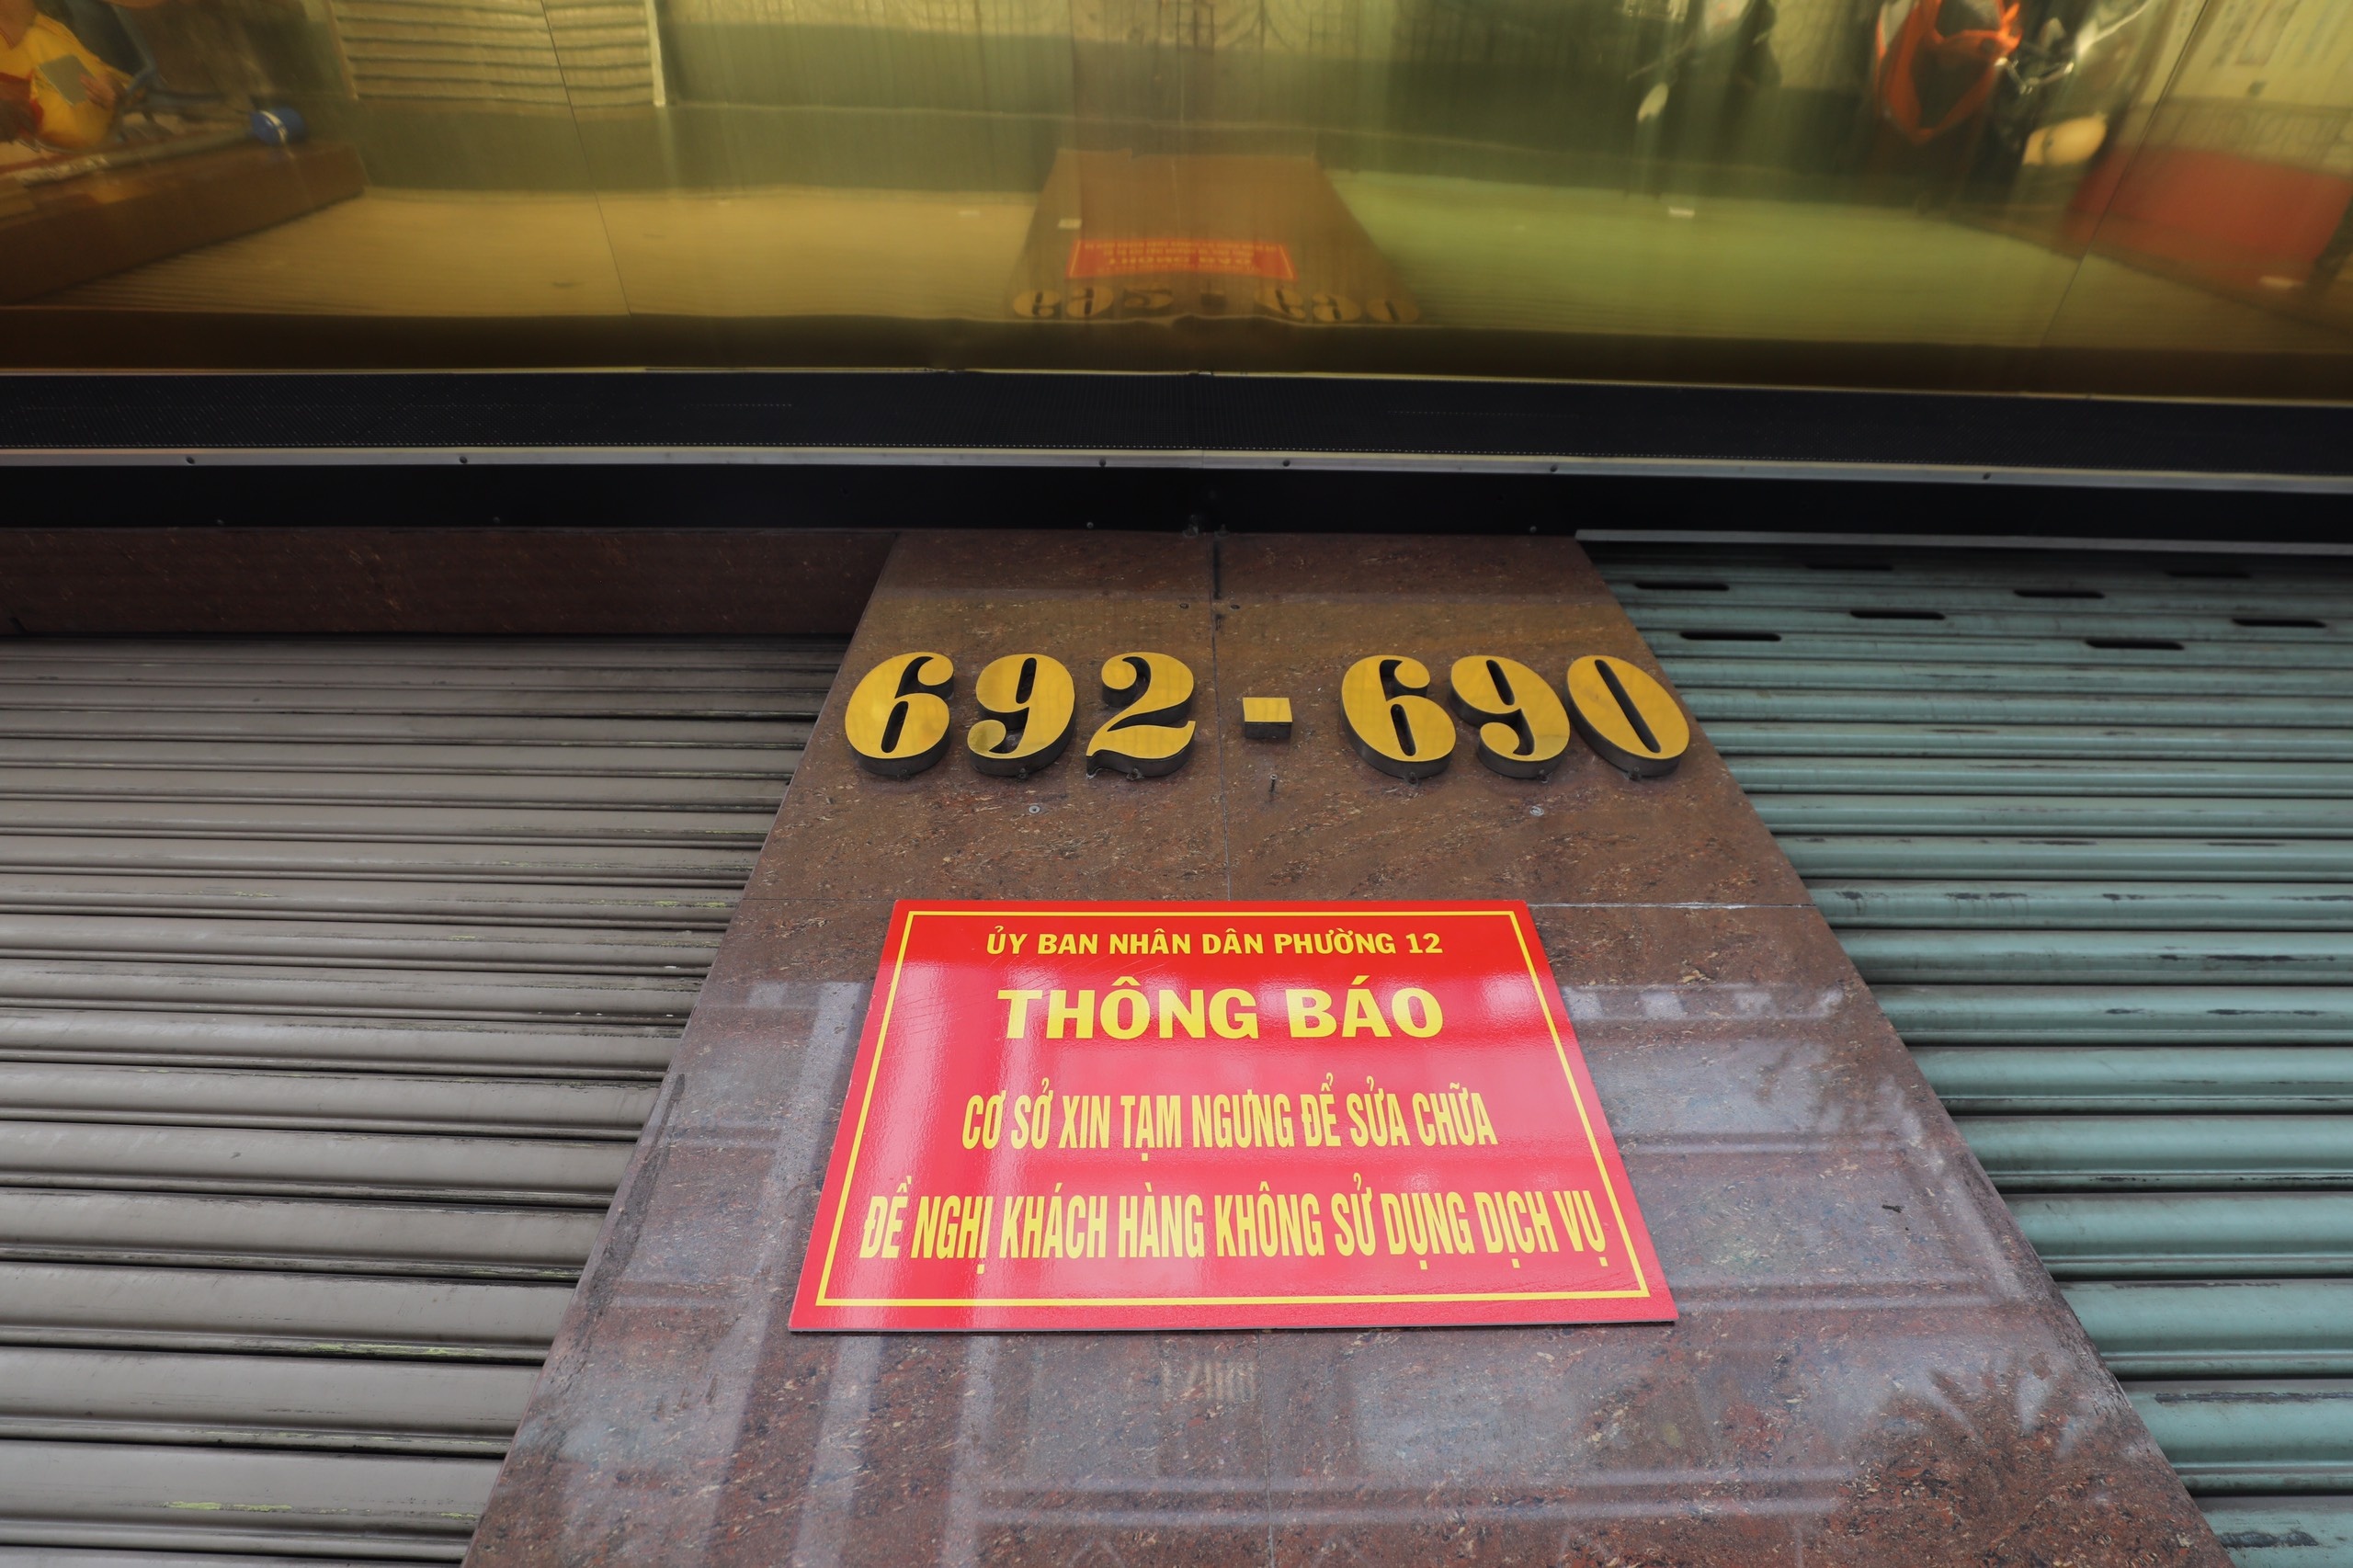 692 - 690
ỦY BAN NHÂN DÂN PHƯỜNG 12
THÔNG BÁO
CƠ SỞ XIN TẠM NGƯNG ĐỂ SỬA CHỮA
ĐỀ NGHỊ KHÁCH HÀNG KHÔNG SỬ DỤNG DỊCH VỤ